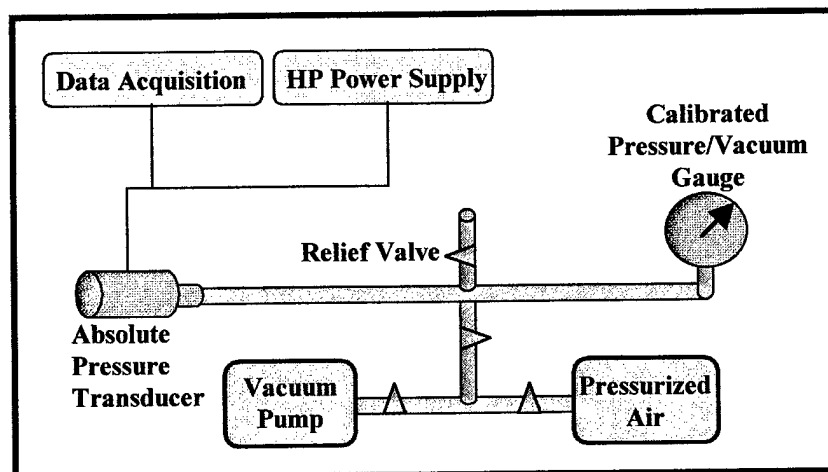 Data Acquisition
HP Power Supply
Calibrated
Pressure/Vacuum
Gauge
Relief Valve
Absolute
Pressure
Transducer
Vacuum
Pump
Pressurized
Air